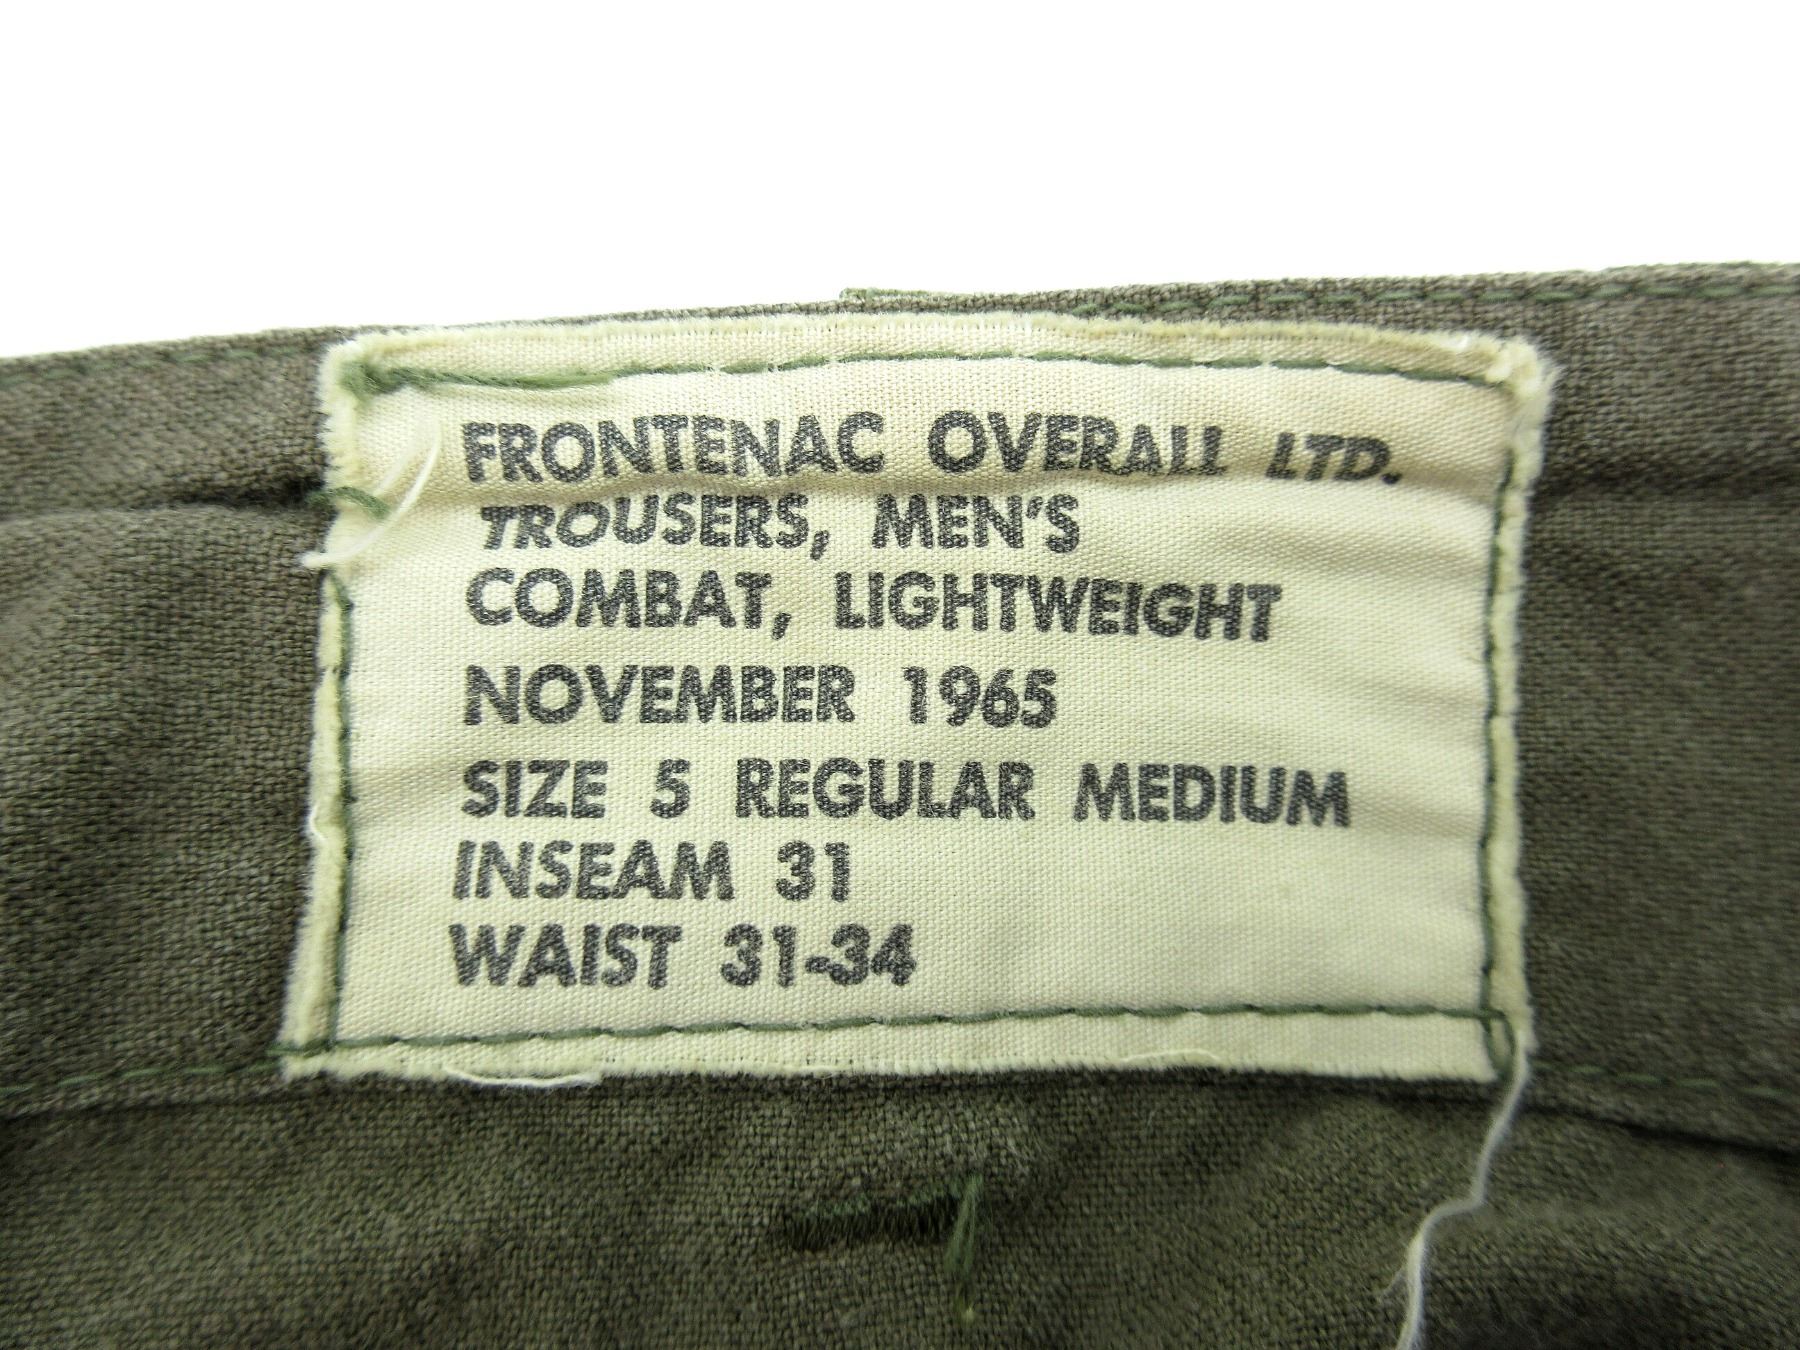 FRONTENAC OVERALL LTD.
TROUSERS, MEN'S
COMBAT, LIGHTWEIGHT
NOVEMBER 1965
SIZE 5 REGULAR MEDIUM
INSEAM 31
WAIST 31-34